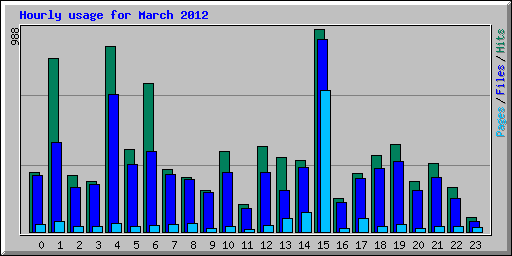 Hourly usage for March 2012
988
Pages/Files/Hits
0 1 2 3 4 5 6 7 8 9 10 11 12 13 14 15 16 17 18 19 20 21 22 23